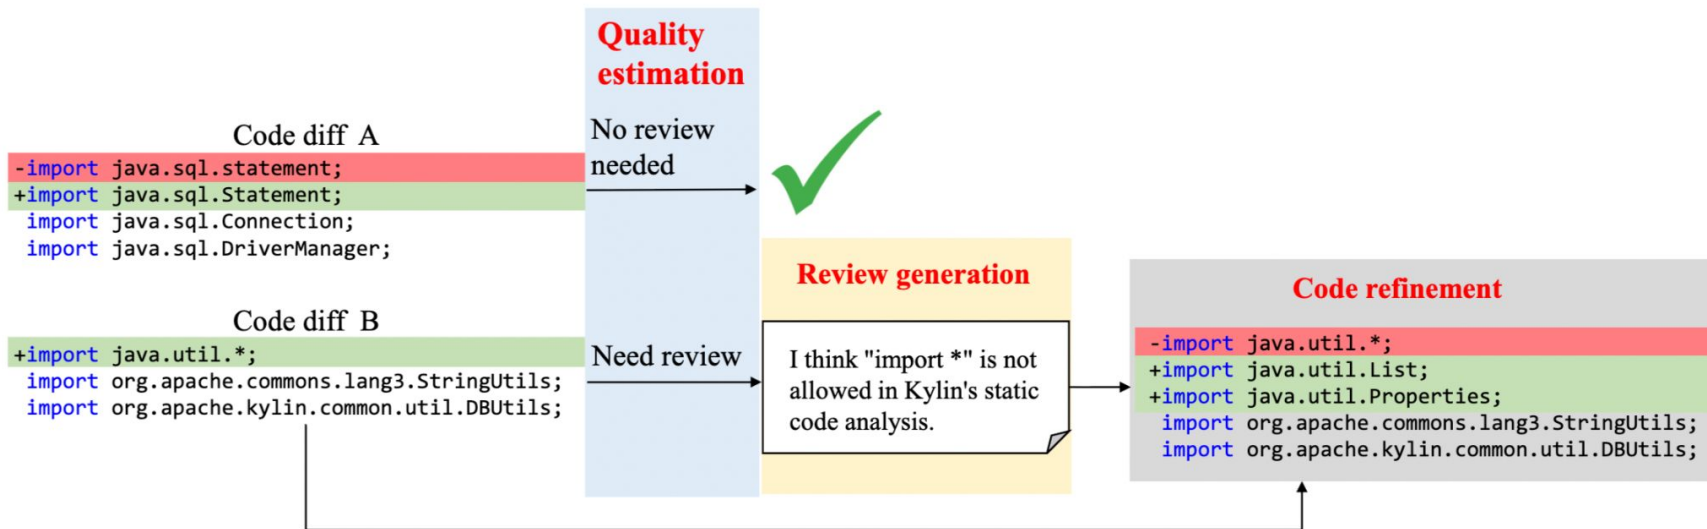 Quality
estimation
Code diff A
-import java.sql.statement;
+import java.sql.Statement;
import java.sql.Connection;
import java.sql.DriverManager;
No review
needed
Code diff B
+import java.util.*;
import org.apache.commons.lang3.StringUtils;
import org.apache.kylin.common.util.DBUtils;
Need review
Review generation
I think "import *" is not
allowed in Kylin's static
code analysis.
Code refinement
-import java.util.*;
+import java.util.List;
+import java.util.Properties;
import org.apache.commons.lang3.StringUtils;
import org.apache.kylin.common.util.DBUtils;